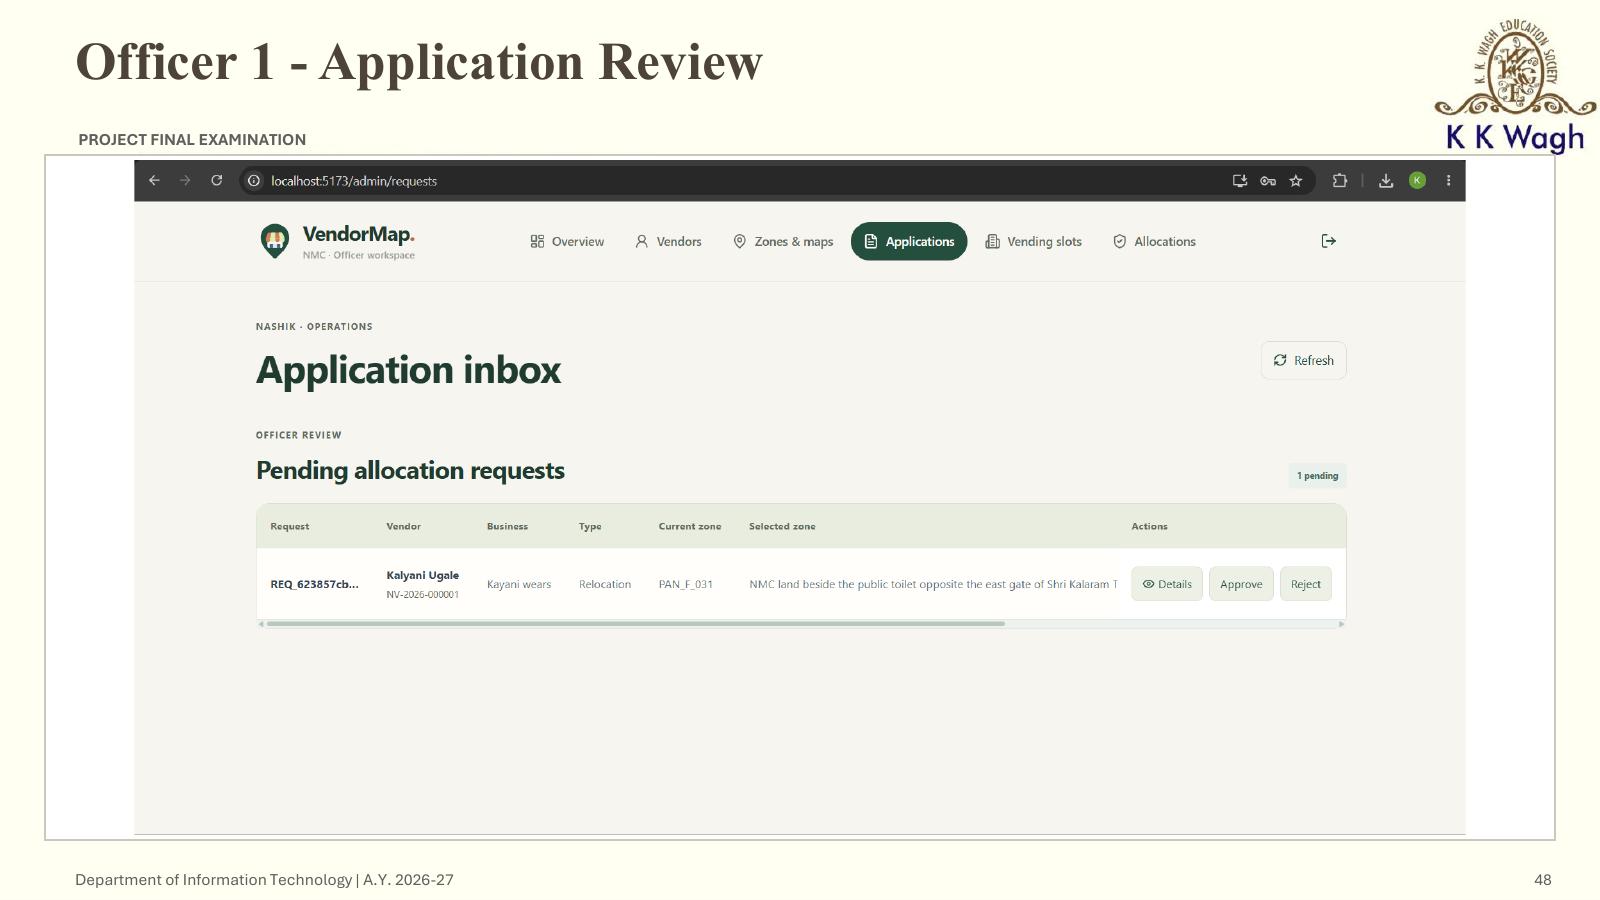 Officer 1 - Application Review
K. K. WAGH EDUCATION SOCIETY
K K Wagh
PROJECT FINAL EXAMINATION
localhost:5173/admin/requests
K
VendorMap.
NMC · Officer workspace
Overview
Vendors
Zones & maps
Applications
Vending slots
Allocations
NASHIK · OPERATIONS
Application inbox
Refresh
OFFICER REVIEW
Pending allocation requests
1 pending
Request Vendor Business Type Current zone Selected zone Actions
REQ_623857cb... Kalyani Ugale Kayani wears Relocation PAN_F_031 NMC land beside the public toilet opposite the east gate of Shri Kalaram T Details Approve Reject
NV-2026-000001
Department of Information Technology | A.Y. 2026-27
48